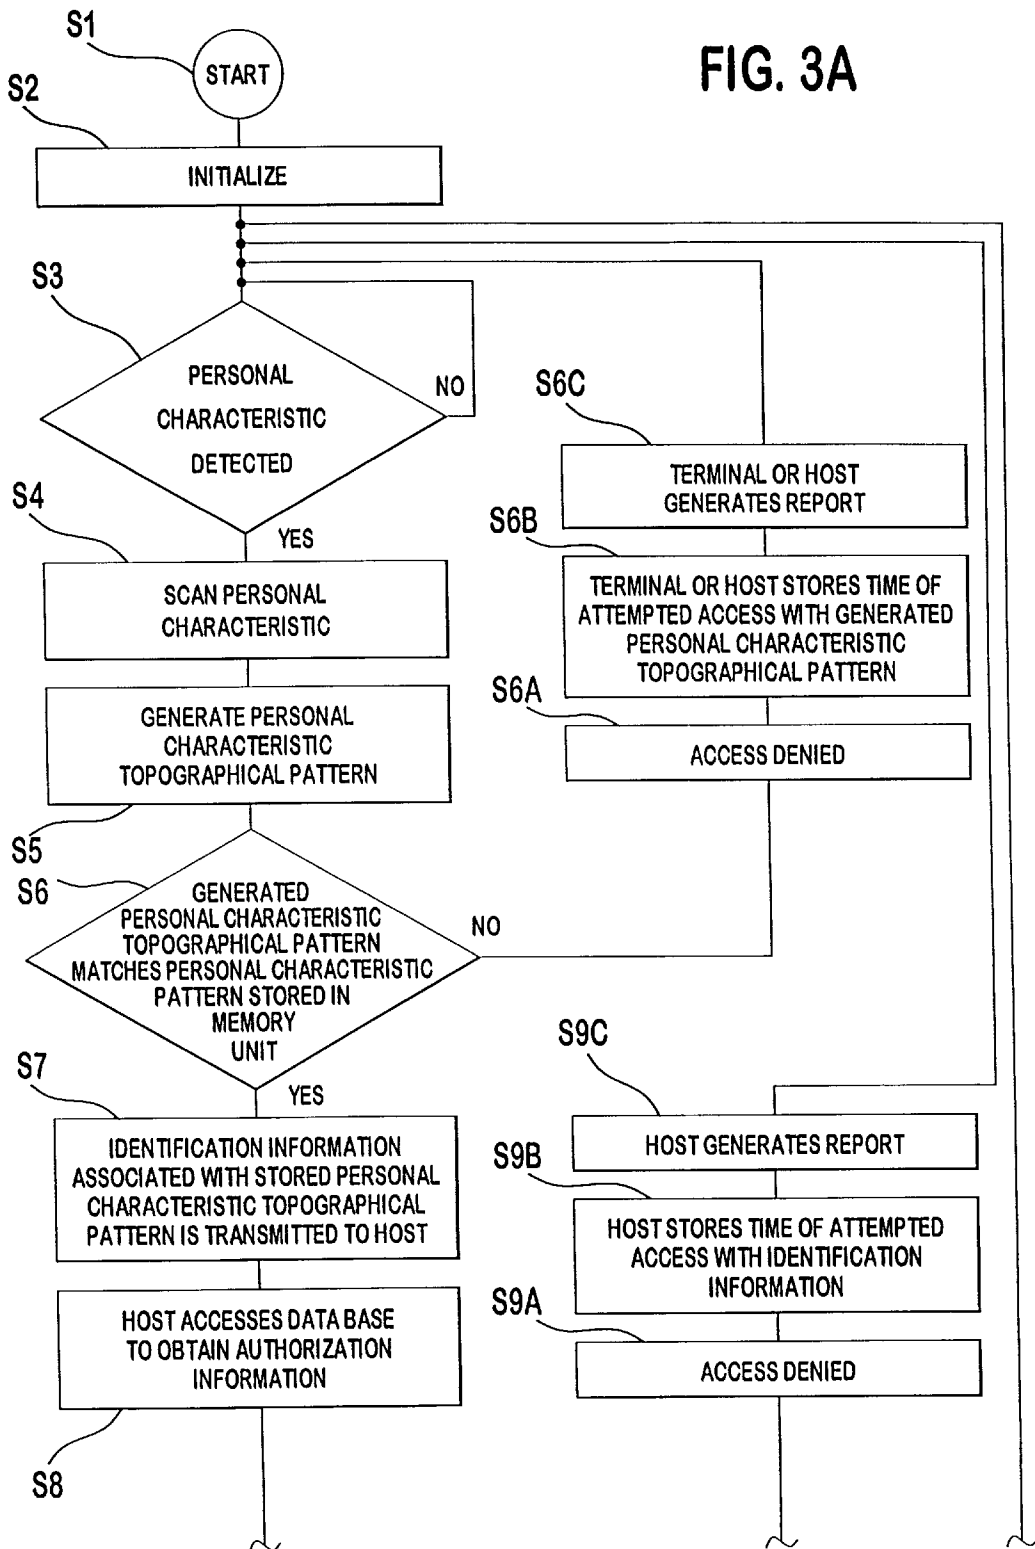 FIG. 3A
S1
START
S2
INITIALIZE
S3
PERSONAL
CHARACTERISTIC
DETECTED
NO
YES
S4
SCAN PERSONAL
CHARACTERISTIC
GENERATE PERSONAL
CHARACTERISTIC
TOPOGRAPHICAL PATTERN
S5
S6
GENERATED
PERSONAL CHARACTERISTIC
TOPOGRAPHICAL PATTERN
MATCHES PERSONAL CHARACTERISTIC
PATTERN STORED IN
MEMORY
UNIT
NO
YES
S6C
TERMINAL OR HOST
GENERATES REPORT
S6B
TERMINAL OR HOST STORES TIME OF
ATTEMPTED ACCESS WITH GENERATED
PERSONAL CHARACTERISTIC
TOPOGRAPHICAL PATTERN
S6A
ACCESS DENIED
S7
IDENTIFICATION INFORMATION
ASSOCIATED WITH STORED PERSONAL
CHARACTERISTIC TOPOGRAPHICAL
PATTERN IS TRANSMITTED TO HOST
HOST ACCESSES DATA BASE
TO OBTAIN AUTHORIZATION
INFORMATION
S8
S9C
HOST GENERATES REPORT
S9B
HOST STORES TIME OF ATTEMPTED
ACCESS WITH IDENTIFICATION
INFORMATION
S9A
ACCESS DENIED